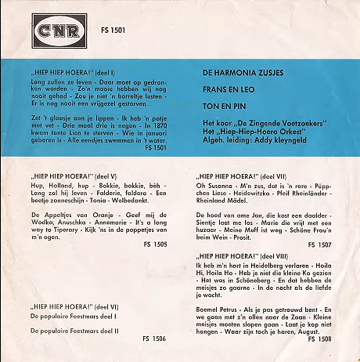 CNR FS 1501
„HIEP HIEP HOERA!" (deel I)
Lang zullen ze leven - Daar moet op gedron-
ken worden - Zo'n mooie hebben wij nog
nooit gehad - Zou je niet 'n borreltje lusten -
Er is nog nooit een vrijgezel gestorven.
Zet 't glaasje aan je lippen - Ik heb 'n potje
met vet - Drie maal drie is negen - In 1870
kwam tante Lien te sterven - Wie in januari
geboren is - Alle eendjes zwemmen in 't water.
FS 1501
DE HARMONIA ZUSJES
FRANS EN LEO
TON EN PIN
Het koor „De Zingende Voetzoekers"
Het „Hiep-Hiep-Hoera Orkest"
Algeh. leiding: Addy kleyngeld
„HIEP HIEP HOERA!" (deel V)
Hup, Holland, hup - Bokkie, bokkie, bèh -
Lang zal hij leven - Falderie, faldera - Een
beetje zonneschijn - Tonia - Welbedankt.
De Appeltjes van Oranje - Geef mij de
Wodka, Anuschka - Annemarie - It's a long
way to Tiperary - Kijk 'ns in de poppetjes van
m'n ogen.
FS 1505
„HIEP HIEP HOERA!" (deel VI)
De populaire Feestmars deel I
De populaire Feestmars deel II
FS 1506
„HIEP HIEP HOERA!" (deel VII)
Oh Susanna - M'n zus, dat is 'n rare - Püpp-
chen Liese - Heidewitzka - Pleif Rheinländer -
Rheinland Mädel.
De hoed van ome Jan, die kost een daalder -
Sientje laat me los - Maria die wrijt met een
huzaar - Meine Moff ist weg - Schöne Frau'n
beim Wein - Prosit.
FS 1507
„HIEP HIEP HOERA!" (deel VIII)
Ik heb m'n hart in Heidelberg verloren - Hoila
Hi, Hoila Ho - Heb je niet die kleine Ko gezien
- Het was in Schöneberg - En dat hebben de
meisjes zo gaarne - In de nacht als de liefde
je wacht.
Bommel Petrus - Als je pas getrouwd bent - En
we gaan met z'n allen naar de Zaan - Kleine
meisjes monten slapen gaan - Laat je kop niet
hangen - Waar zijn toch je haren, August.
FS 1508